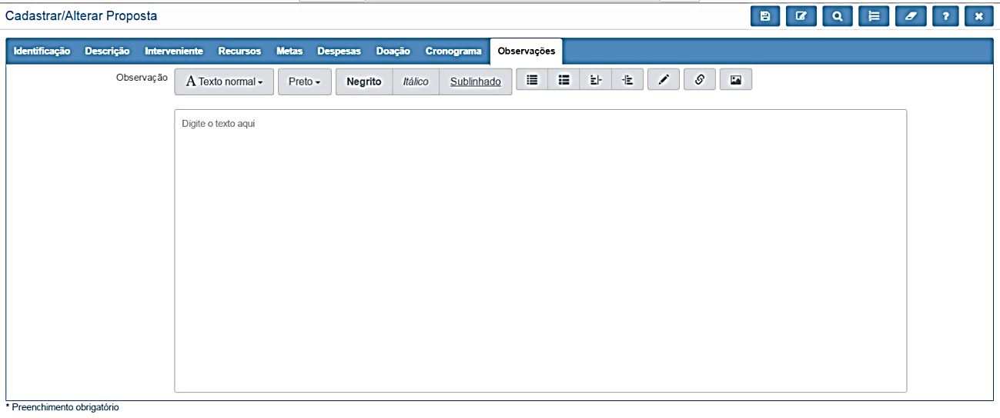 Cadastrar/Alterar Proposta
Identificação Descrição Interveniente Recursos Metas Despesas Doação Cronograma Observações
Observação A Texto normal Preto Negrito Itálico Sublinhado
Digite o texto aqui
* Preenchimento obrigatório